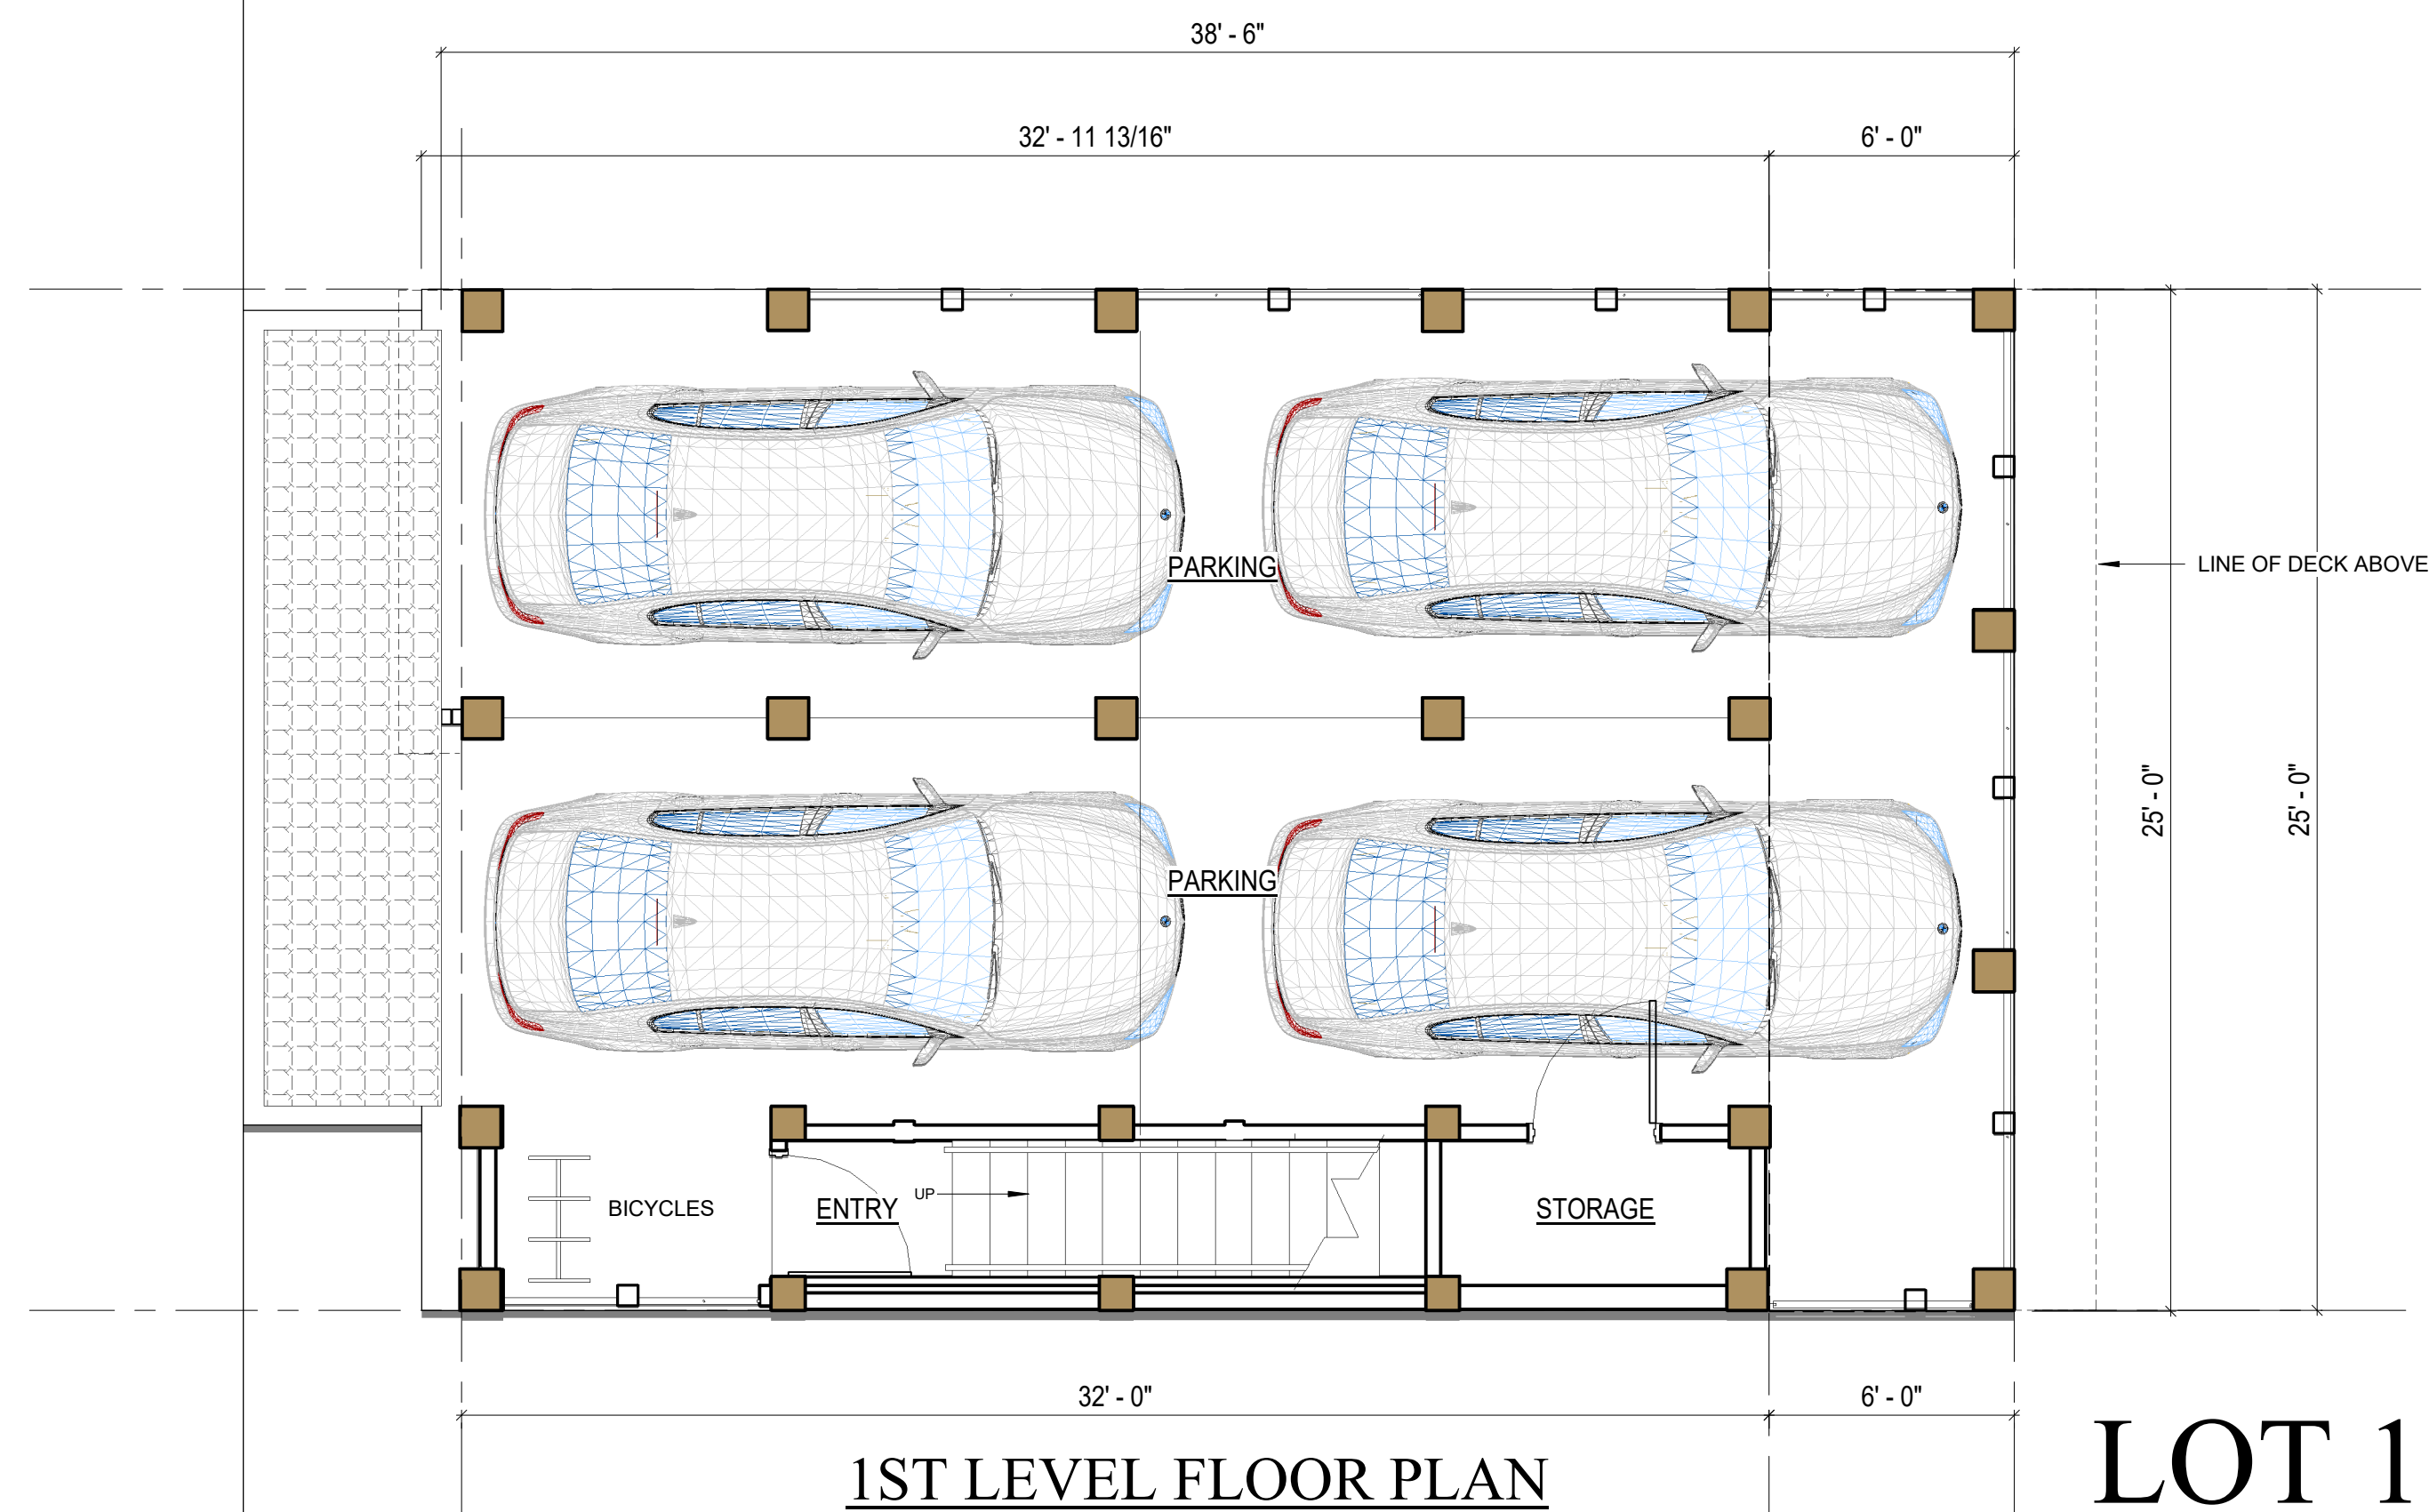 38' - 6"
32' - 11 13/16"
6' - 0"
PARKING
LINE OF DECK ABOVE
25' - 0"
25' - 0"
PARKING
BICYCLES
ENTRY
UP
STORAGE
32' - 0"
6' - 0"
1ST LEVEL FLOOR PLAN
LOT 1